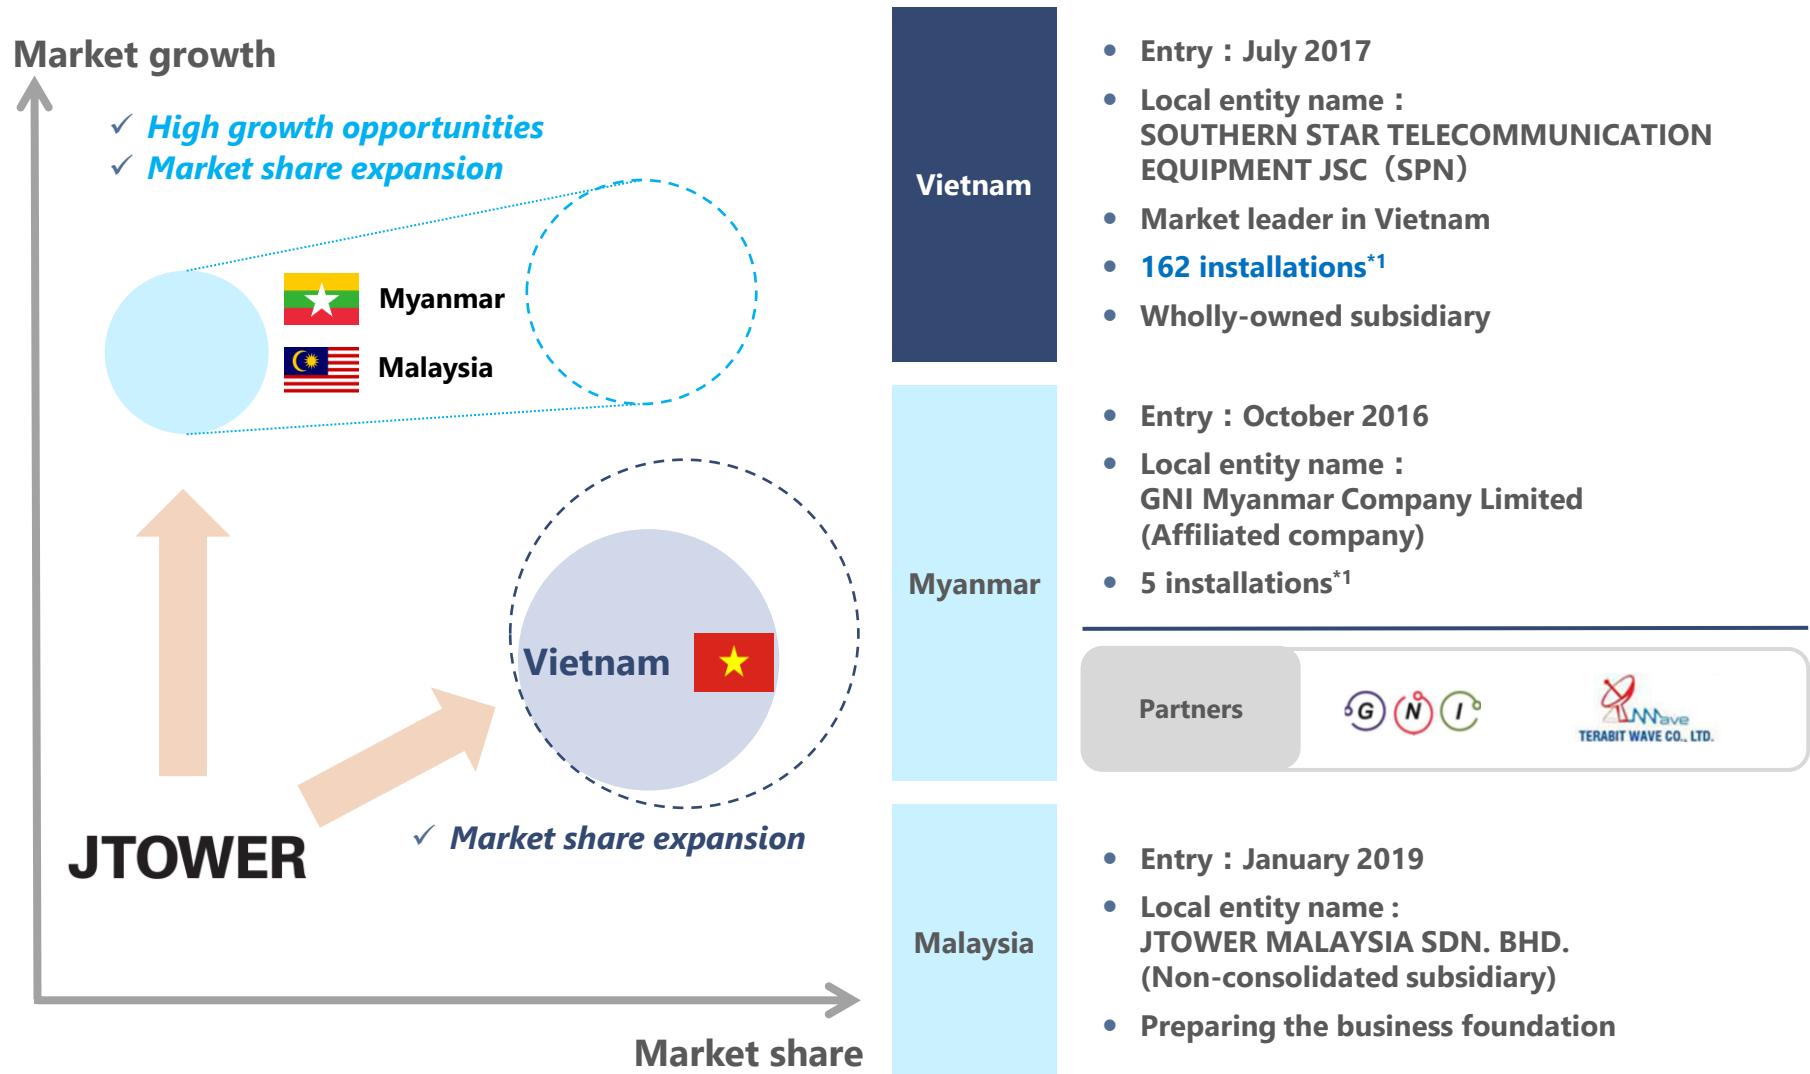 Market growth
✓ High growth opportunities
✓ Market share expansion
Myanmar
Malaysia
Vietnam
✓ Market share expansion
JTOWER
Market share
Vietnam
• Entry：July 2017
• Local entity name：
SOUTHERN STAR TELECOMMUNICATION
EQUIPMENT JSC（SPN）
• Market leader in Vietnam
• 162 installations*1
• Wholly-owned subsidiary
Myanmar
• Entry：October 2016
• Local entity name：
GNI Myanmar Company Limited
(Affiliated company)
• 5 installations*1
Partners
GNI
Wave
TERABIT WAVE CO., LTD.
Malaysia
• Entry：January 2019
• Local entity name :
JTOWER MALAYSIA SDN. BHD.
(Non-consolidated subsidiary)
• Preparing the business foundation